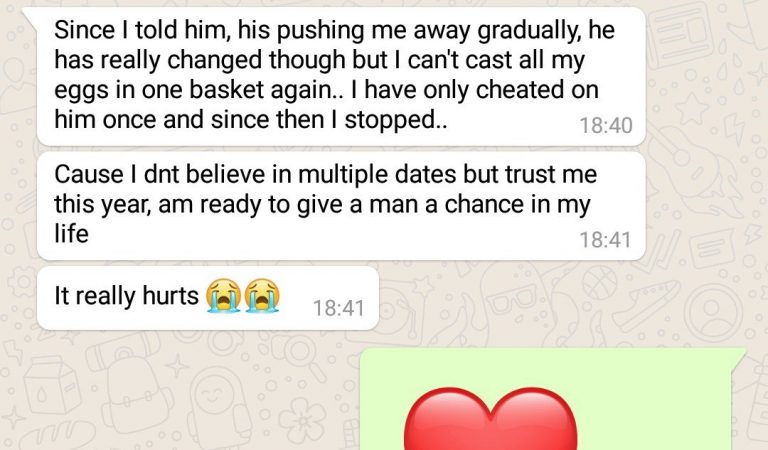 Since I told him, his pushing me away gradually, he
has really changed though but I can't cast all my
eggs in one basket again.. I have only cheated on
him once and since then I stopped..
18:40
Cause I dnt believe in multiple dates but trust me
this year, am ready to give a man a chance in my
life
18:41
It really hurts 😭😭
18:41